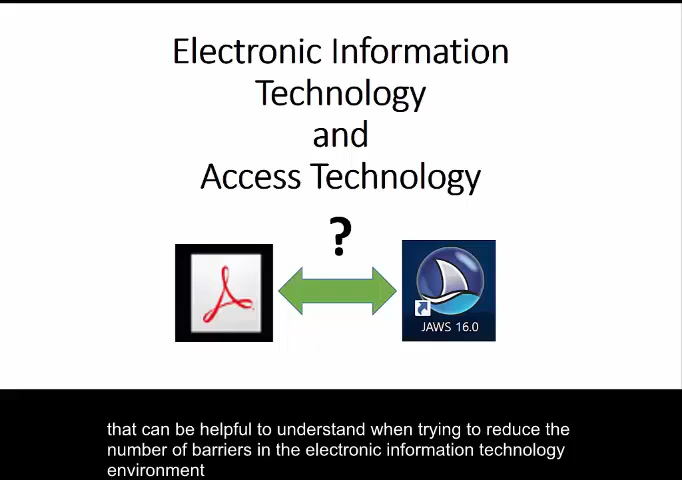 Electronic Information
Technology
and
Access Technology
?
JAWS 16.0
that can be helpful to understand when trying to reduce the
number of barriers in the electronic information technology
environment